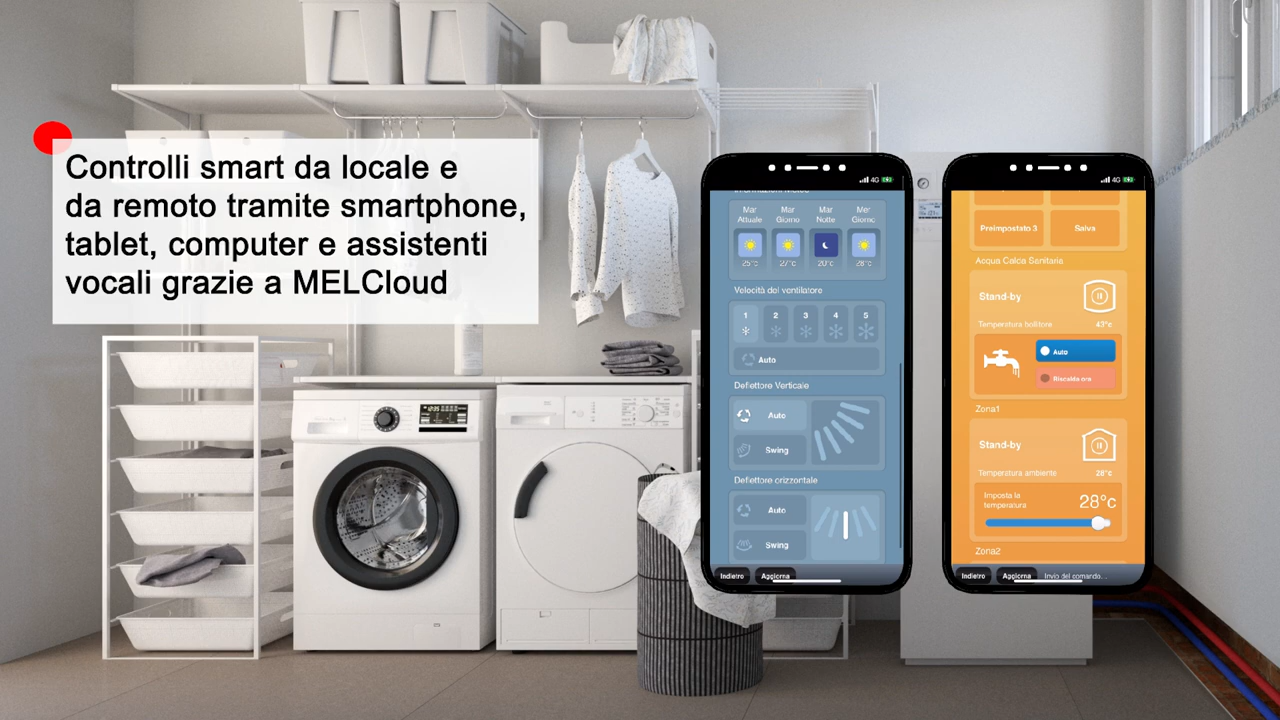 Controlli smart da locale e
da remoto tramite smartphone,
tablet, computer e assistenti
vocali grazie a MELCloud
4G
Mar Mar Mar Mer
Attuale Giorno Notte Giorno
25°c 27°c 20°c 28°c
Velocità del ventilatore
1 2 3 4 5
Auto
Deflettore Verticale
Auto
Swing
Deflettore orizzontale
Auto
Swing
Indietro Aggiorna
4G
Preimpostato 3 Salva
Acqua Calda Sanitaria
Stand-by
Temperatura bollitore 43°c
Auto
Riscalda ora
Zona1
Stand-by
Temperatura ambiente 28°c
Imposta la
temperatura 28°c
Zona2
Indietro Aggiorna Invio del comando...